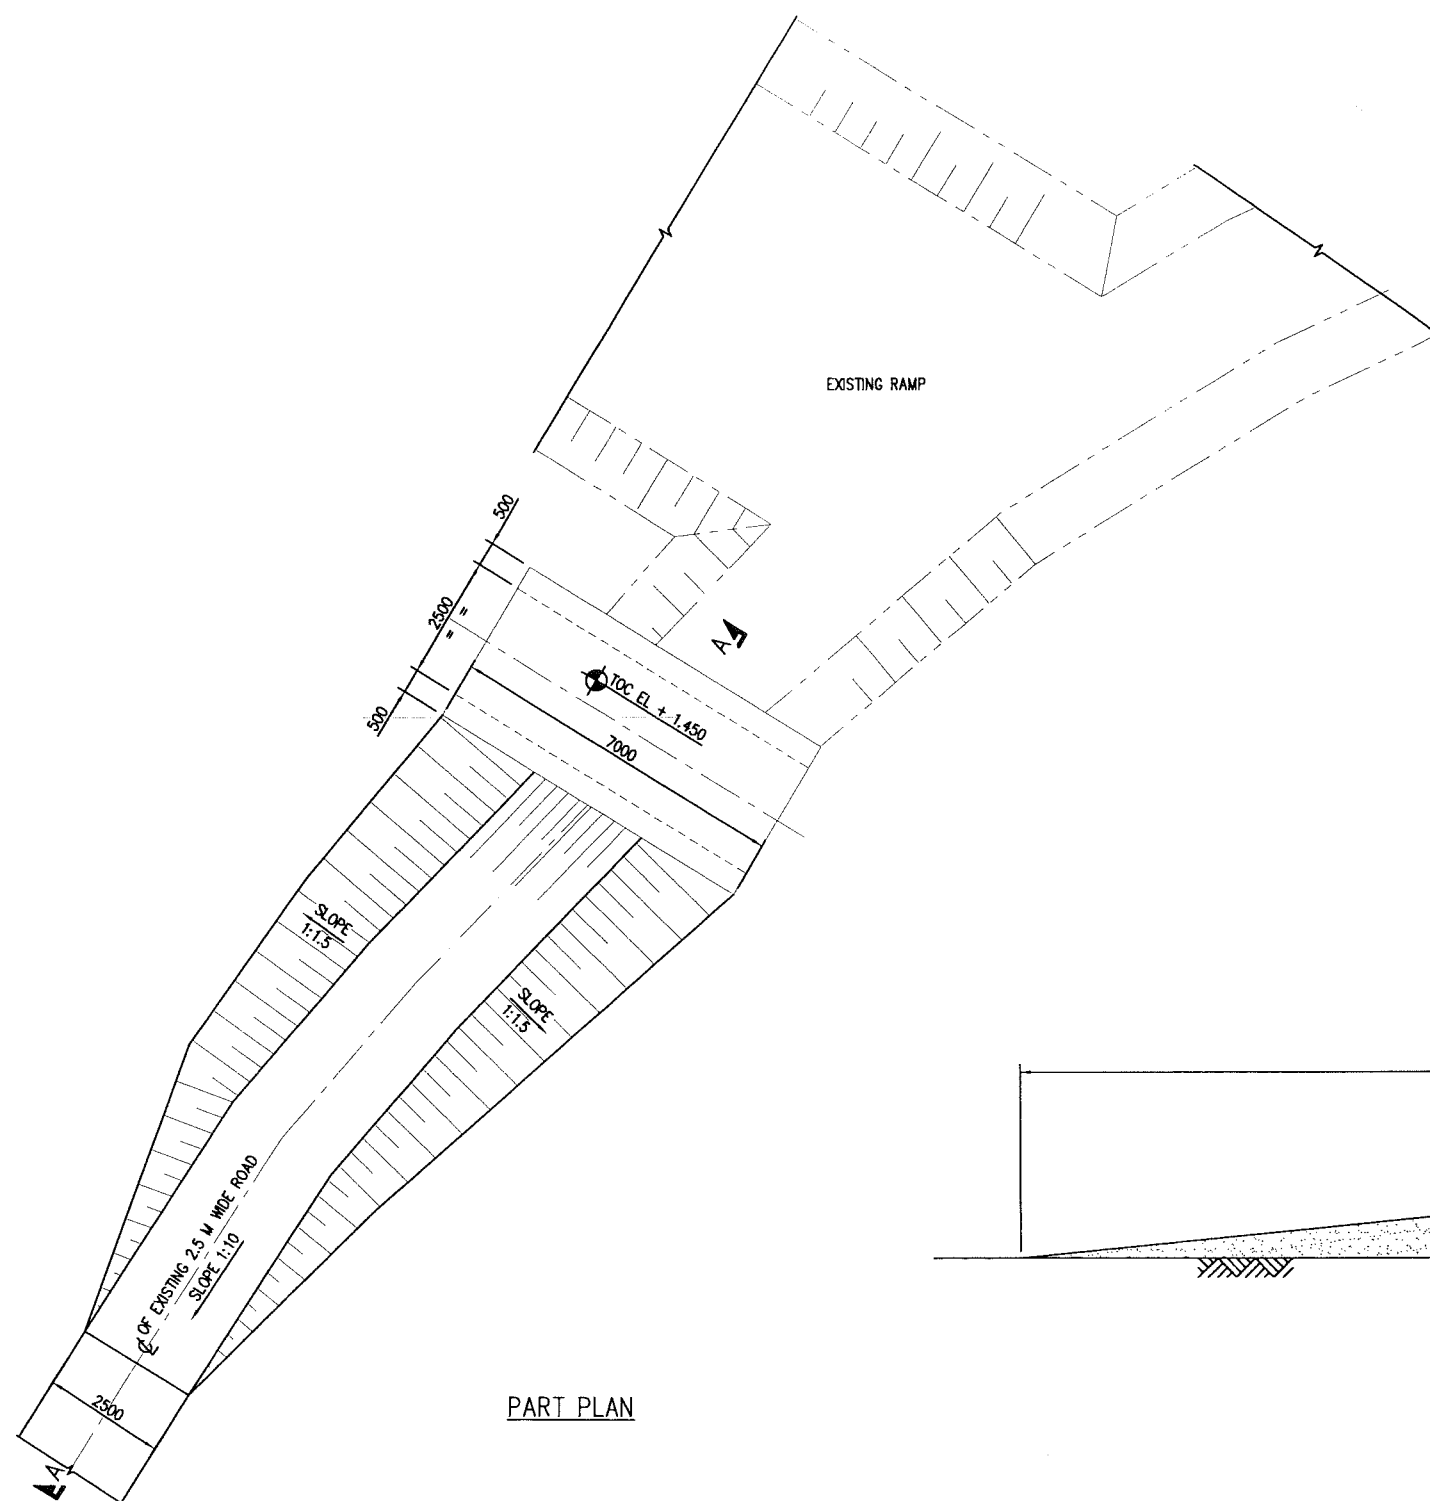 EXISTING RAMP
500
2500
"
"
500
A
TOC EL + 1.450
7000
SLOPE
1:1.5
SLOPE
1:1.5
℄ OF EXISTING 2.5 M WIDE ROAD
SLOPE 1:10
2500
A
PART PLAN